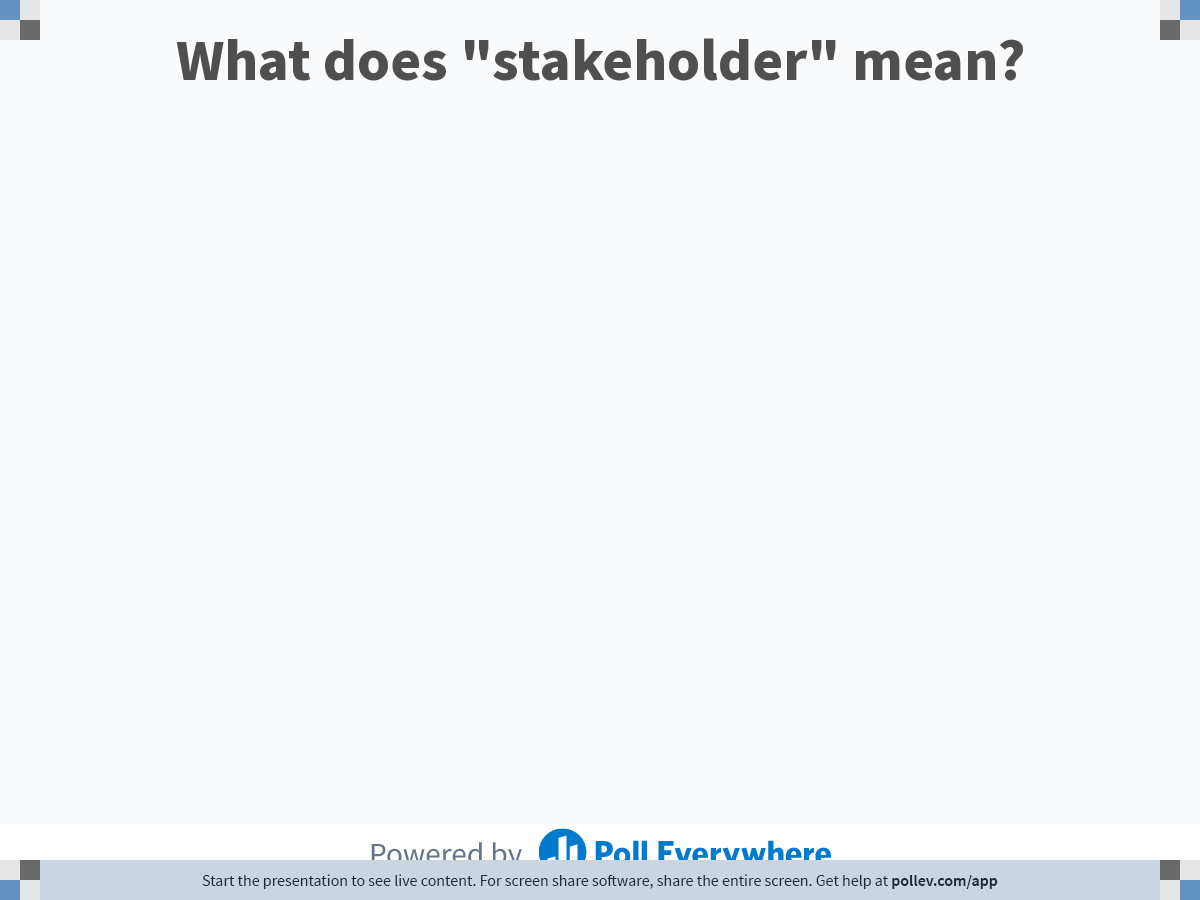 What does "stakeholder" mean?
Powered by Poll Everywhere
Start the presentation to see live content. For screen share software, share the entire screen. Get help at pollev.com/app